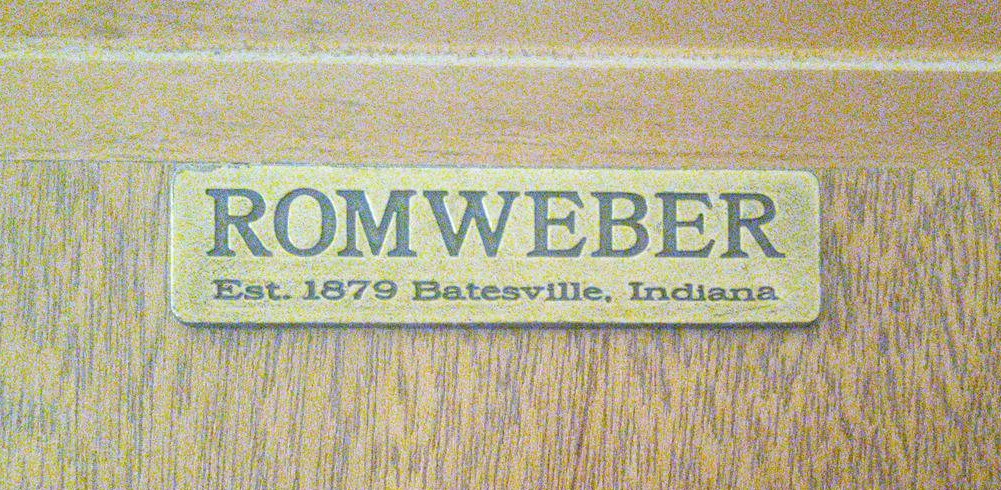 ROMWEBER
Est. 1879 Batesville, Indiana